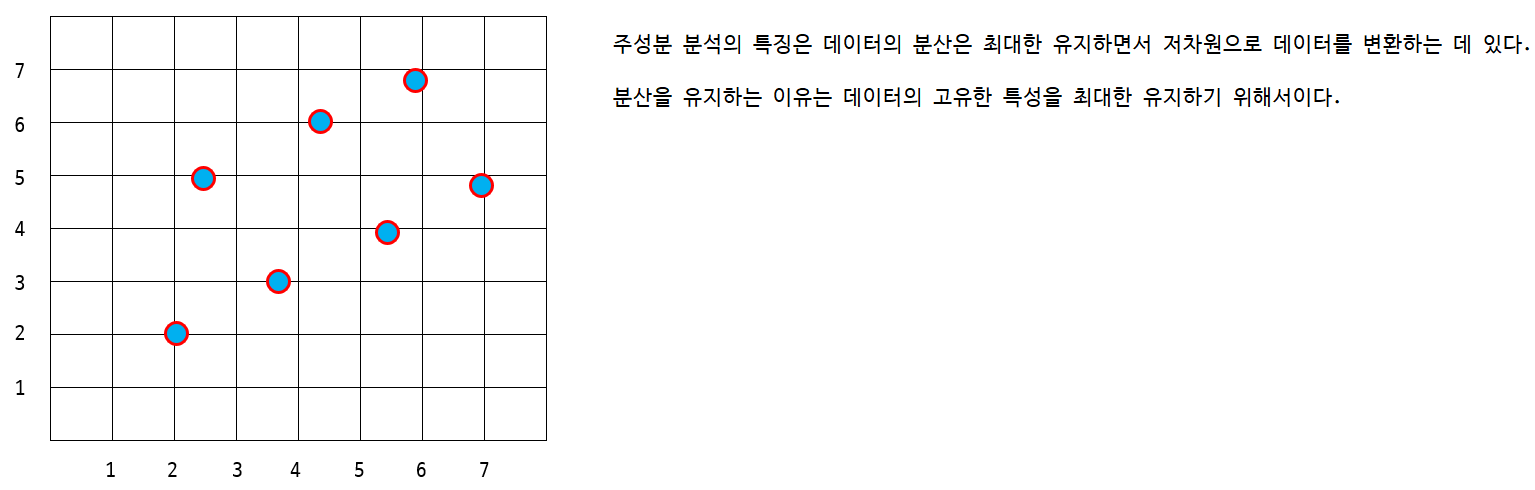 주성분 분석의 특징은 데이터의 분산은 최대한 유지하면서 저차원으로 데이터를 변환하는 데 있다.
분산을 유지하는 이유는 데이터의 고유한 특성을 최대한 유지하기 위해서이다.
7
6
5
4
3
2
1
1 2 3 4 5 6 7